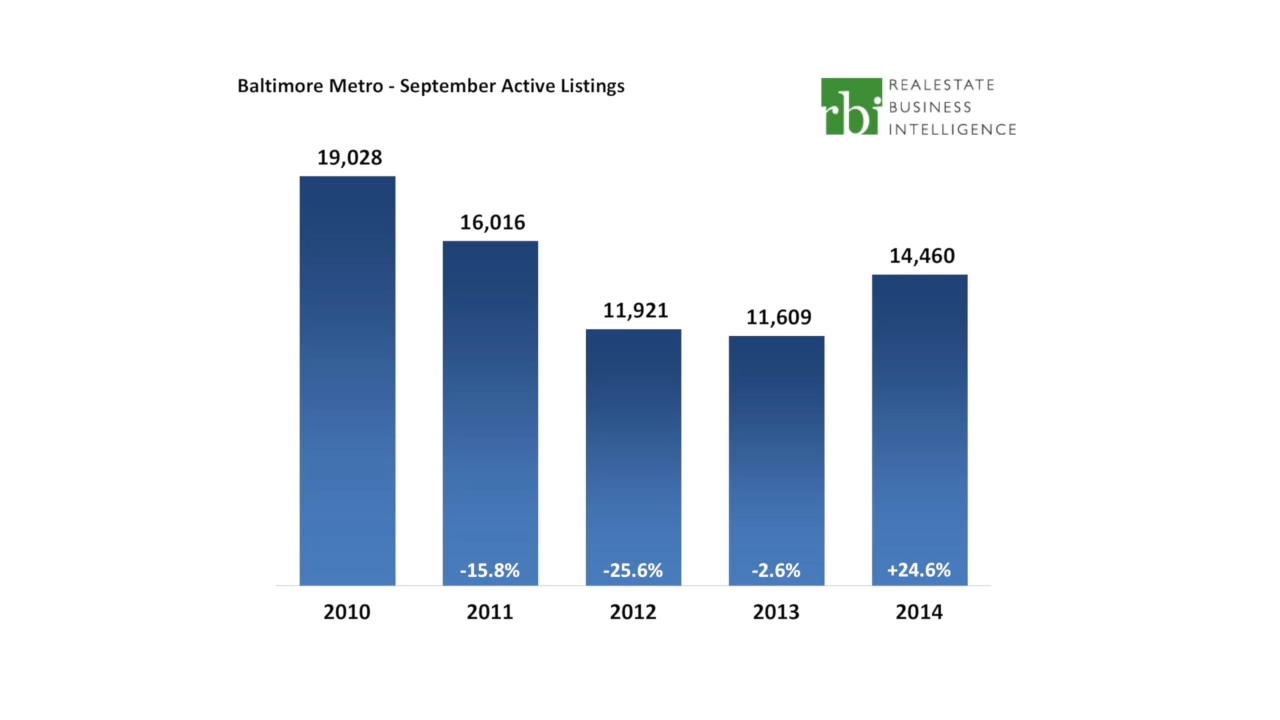 Baltimore Metro - September Active Listings
rbi
REALESTATE
BUSINESS
INTELLIGENCE
19,028
16,016
11,921
11,609
14,460
-15.8%
-25.6%
-2.6%
+24.6%
2010
2011
2012
2013
2014